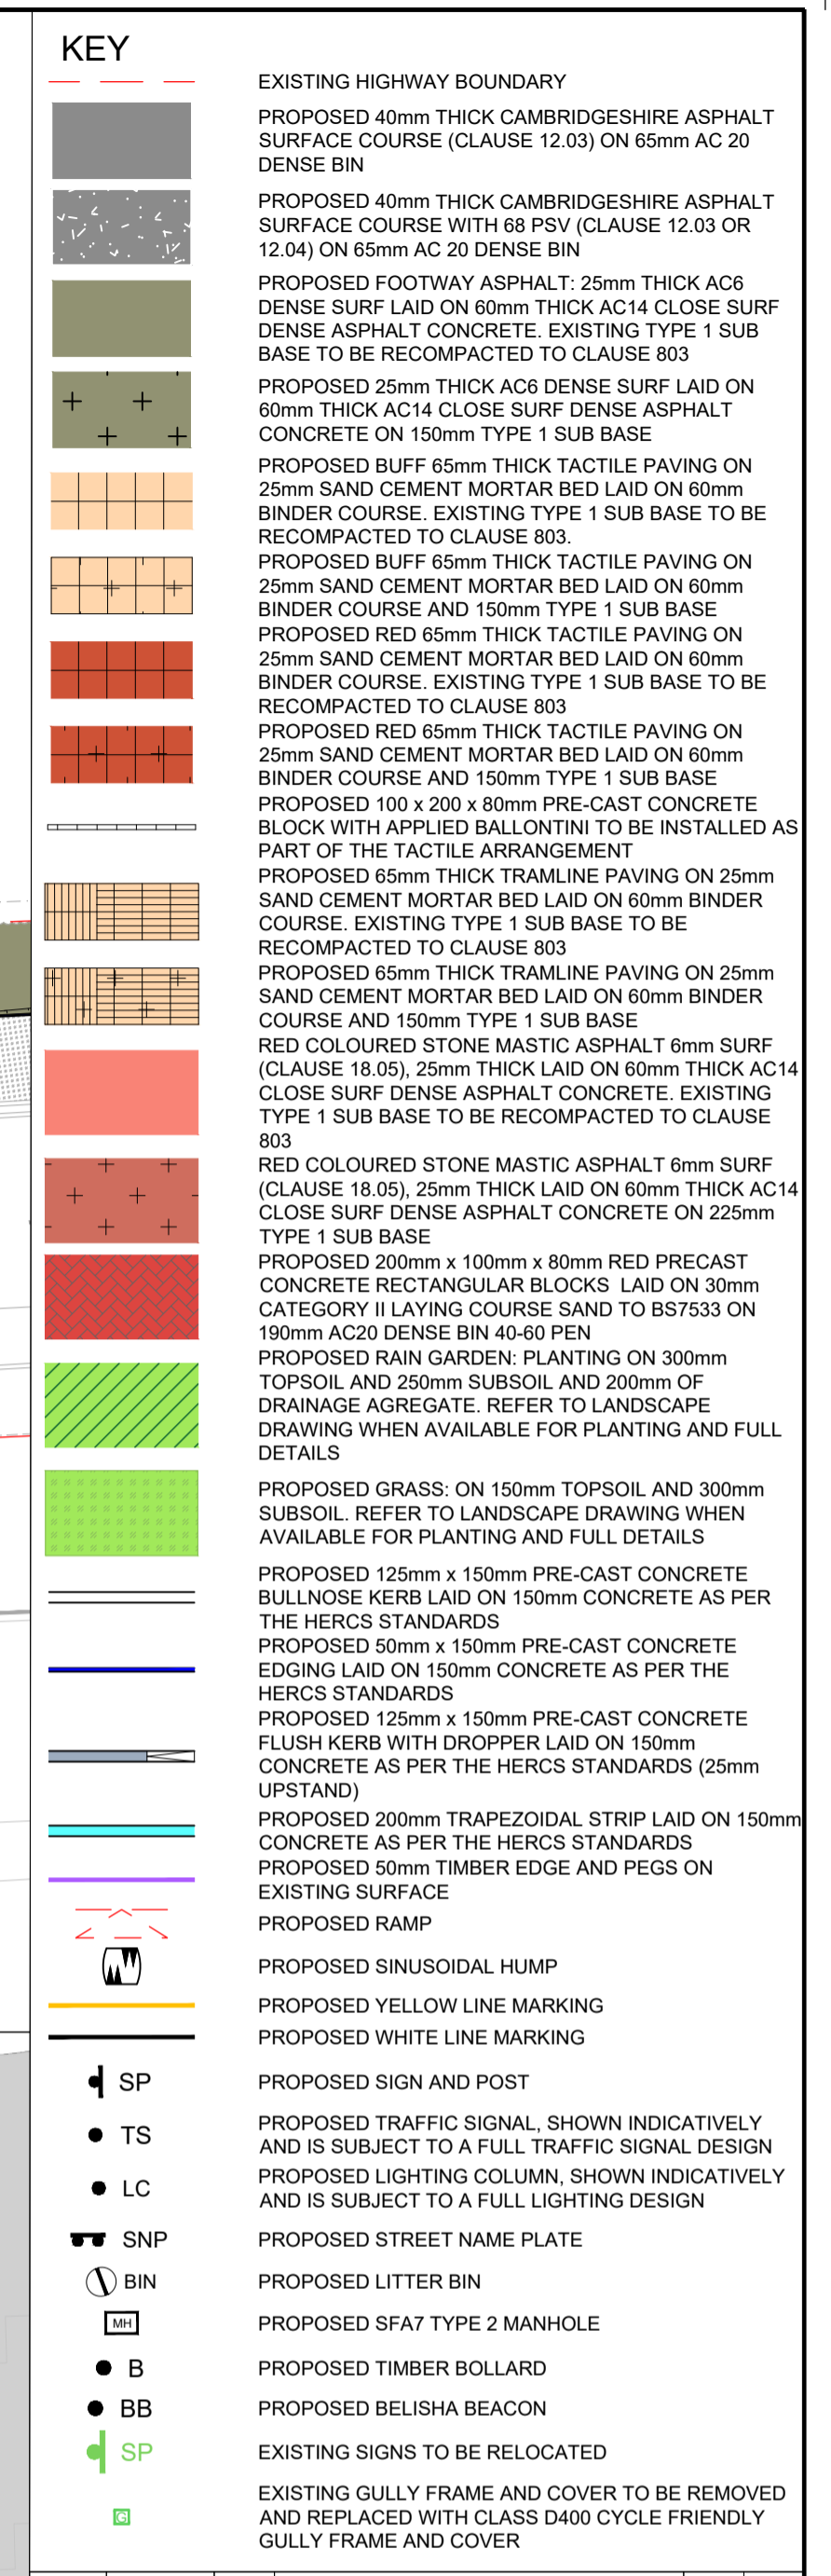 KEY
EXISTING HIGHWAY BOUNDARY
PROPOSED 40mm THICK CAMBRIDGESHIRE ASPHALT
SURFACE COURSE (CLAUSE 12.03) ON 65mm AC 20
DENSE BIN
PROPOSED 40mm THICK CAMBRIDGESHIRE ASPHALT
SURFACE COURSE WITH 68 PSV (CLAUSE 12.03 OR
12.04) ON 65mm AC 20 DENSE BIN
PROPOSED FOOTWAY ASPHALT: 25mm THICK AC6
DENSE SURF LAID ON 60mm THICK AC14 CLOSE SURF
DENSE ASPHALT CONCRETE. EXISTING TYPE 1 SUB
BASE TO BE RECOMPACTED TO CLAUSE 803
PROPOSED 25mm THICK AC6 DENSE SURF LAID ON
60mm THICK AC14 CLOSE SURF DENSE ASPHALT
CONCRETE ON 150mm TYPE 1 SUB BASE
PROPOSED BUFF 65mm THICK TACTILE PAVING ON
25mm SAND CEMENT MORTAR BED LAID ON 60mm
BINDER COURSE. EXISTING TYPE 1 SUB BASE TO BE
RECOMPACTED TO CLAUSE 803.
PROPOSED BUFF 65mm THICK TACTILE PAVING ON
25mm SAND CEMENT MORTAR BED LAID ON 60mm
BINDER COURSE AND 150mm TYPE 1 SUB BASE
PROPOSED RED 65mm THICK TACTILE PAVING ON
25mm SAND CEMENT MORTAR BED LAID ON 60mm
BINDER COURSE. EXISTING TYPE 1 SUB BASE TO BE
RECOMPACTED TO CLAUSE 803
PROPOSED RED 65mm THICK TACTILE PAVING ON
25mm SAND CEMENT MORTAR BED LAID ON 60mm
BINDER COURSE AND 150mm TYPE 1 SUB BASE
PROPOSED 100 x 200 x 80mm PRE-CAST CONCRETE
BLOCK WITH APPLIED BALLONTINI TO BE INSTALLED AS
PART OF THE TACTILE ARRANGEMENT
PROPOSED 65mm THICK TRAMLINE PAVING ON 25mm
SAND CEMENT MORTAR BED LAID ON 60mm BINDER
COURSE. EXISTING TYPE 1 SUB BASE TO BE
RECOMPACTED TO CLAUSE 803
PROPOSED 65mm THICK TRAMLINE PAVING ON 25mm
SAND CEMENT MORTAR BED LAID ON 60mm BINDER
COURSE AND 150mm TYPE 1 SUB BASE
RED COLOURED STONE MASTIC ASPHALT 6mm SURF
(CLAUSE 18.05), 25mm THICK LAID ON 60mm THICK AC14
CLOSE SURF DENSE ASPHALT CONCRETE. EXISTING
TYPE 1 SUB BASE TO BE RECOMPACTED TO CLAUSE
803
RED COLOURED STONE MASTIC ASPHALT 6mm SURF
(CLAUSE 18.05), 25mm THICK LAID ON 60mm THICK AC14
CLOSE SURF DENSE ASPHALT CONCRETE ON 225mm
TYPE 1 SUB BASE
PROPOSED 200mm x 100mm x 80mm RED PRECAST
CONCRETE RECTANGULAR BLOCKS LAID ON 30mm
CATEGORY II LAYING COURSE SAND TO BS7533 ON
190mm AC20 DENSE BIN 40-60 PEN
PROPOSED RAIN GARDEN: PLANTING ON 300mm
TOPSOIL AND 250mm SUBSOIL AND 200mm OF
DRAINAGE AGREGATE. REFER TO LANDSCAPE
DRAWING WHEN AVAILABLE FOR PLANTING AND FULL
DETAILS
PROPOSED GRASS: ON 150mm TOPSOIL AND 300mm
SUBSOIL. REFER TO LANDSCAPE DRAWING WHEN
AVAILABLE FOR PLANTING AND FULL DETAILS
PROPOSED 125mm x 150mm PRE-CAST CONCRETE
BULLNOSE KERB LAID ON 150mm CONCRETE AS PER
THE HERCS STANDARDS
PROPOSED 50mm x 150mm PRE-CAST CONCRETE
EDGING LAID ON 150mm CONCRETE AS PER THE
HERCS STANDARDS
PROPOSED 125mm x 150mm PRE-CAST CONCRETE
FLUSH KERB WITH DROPPER LAID ON 150mm
CONCRETE AS PER THE HERCS STANDARDS (25mm
UPSTAND)
PROPOSED 200mm TRAPEZOIDAL STRIP LAID ON 150mm
CONCRETE AS PER THE HERCS STANDARDS
PROPOSED 50mm TIMBER EDGE AND PEGS ON
EXISTING SURFACE
PROPOSED RAMP
PROPOSED SINUSOIDAL HUMP
PROPOSED YELLOW LINE MARKING
PROPOSED WHITE LINE MARKING
SP PROPOSED SIGN AND POST
TS PROPOSED TRAFFIC SIGNAL, SHOWN INDICATIVELY
AND IS SUBJECT TO A FULL TRAFFIC SIGNAL DESIGN
LC PROPOSED LIGHTING COLUMN, SHOWN INDICATIVELY
AND IS SUBJECT TO A FULL LIGHTING DESIGN
SNP PROPOSED STREET NAME PLATE
BIN PROPOSED LITTER BIN
MH PROPOSED SFA7 TYPE 2 MANHOLE
B PROPOSED TIMBER BOLLARD
BB PROPOSED BELISHA BEACON
SP EXISTING SIGNS TO BE RELOCATED
EXISTING GULLY FRAME AND COVER TO BE REMOVED
G AND REPLACED WITH CLASS D400 CYCLE FRIENDLY
GULLY FRAME AND COVER